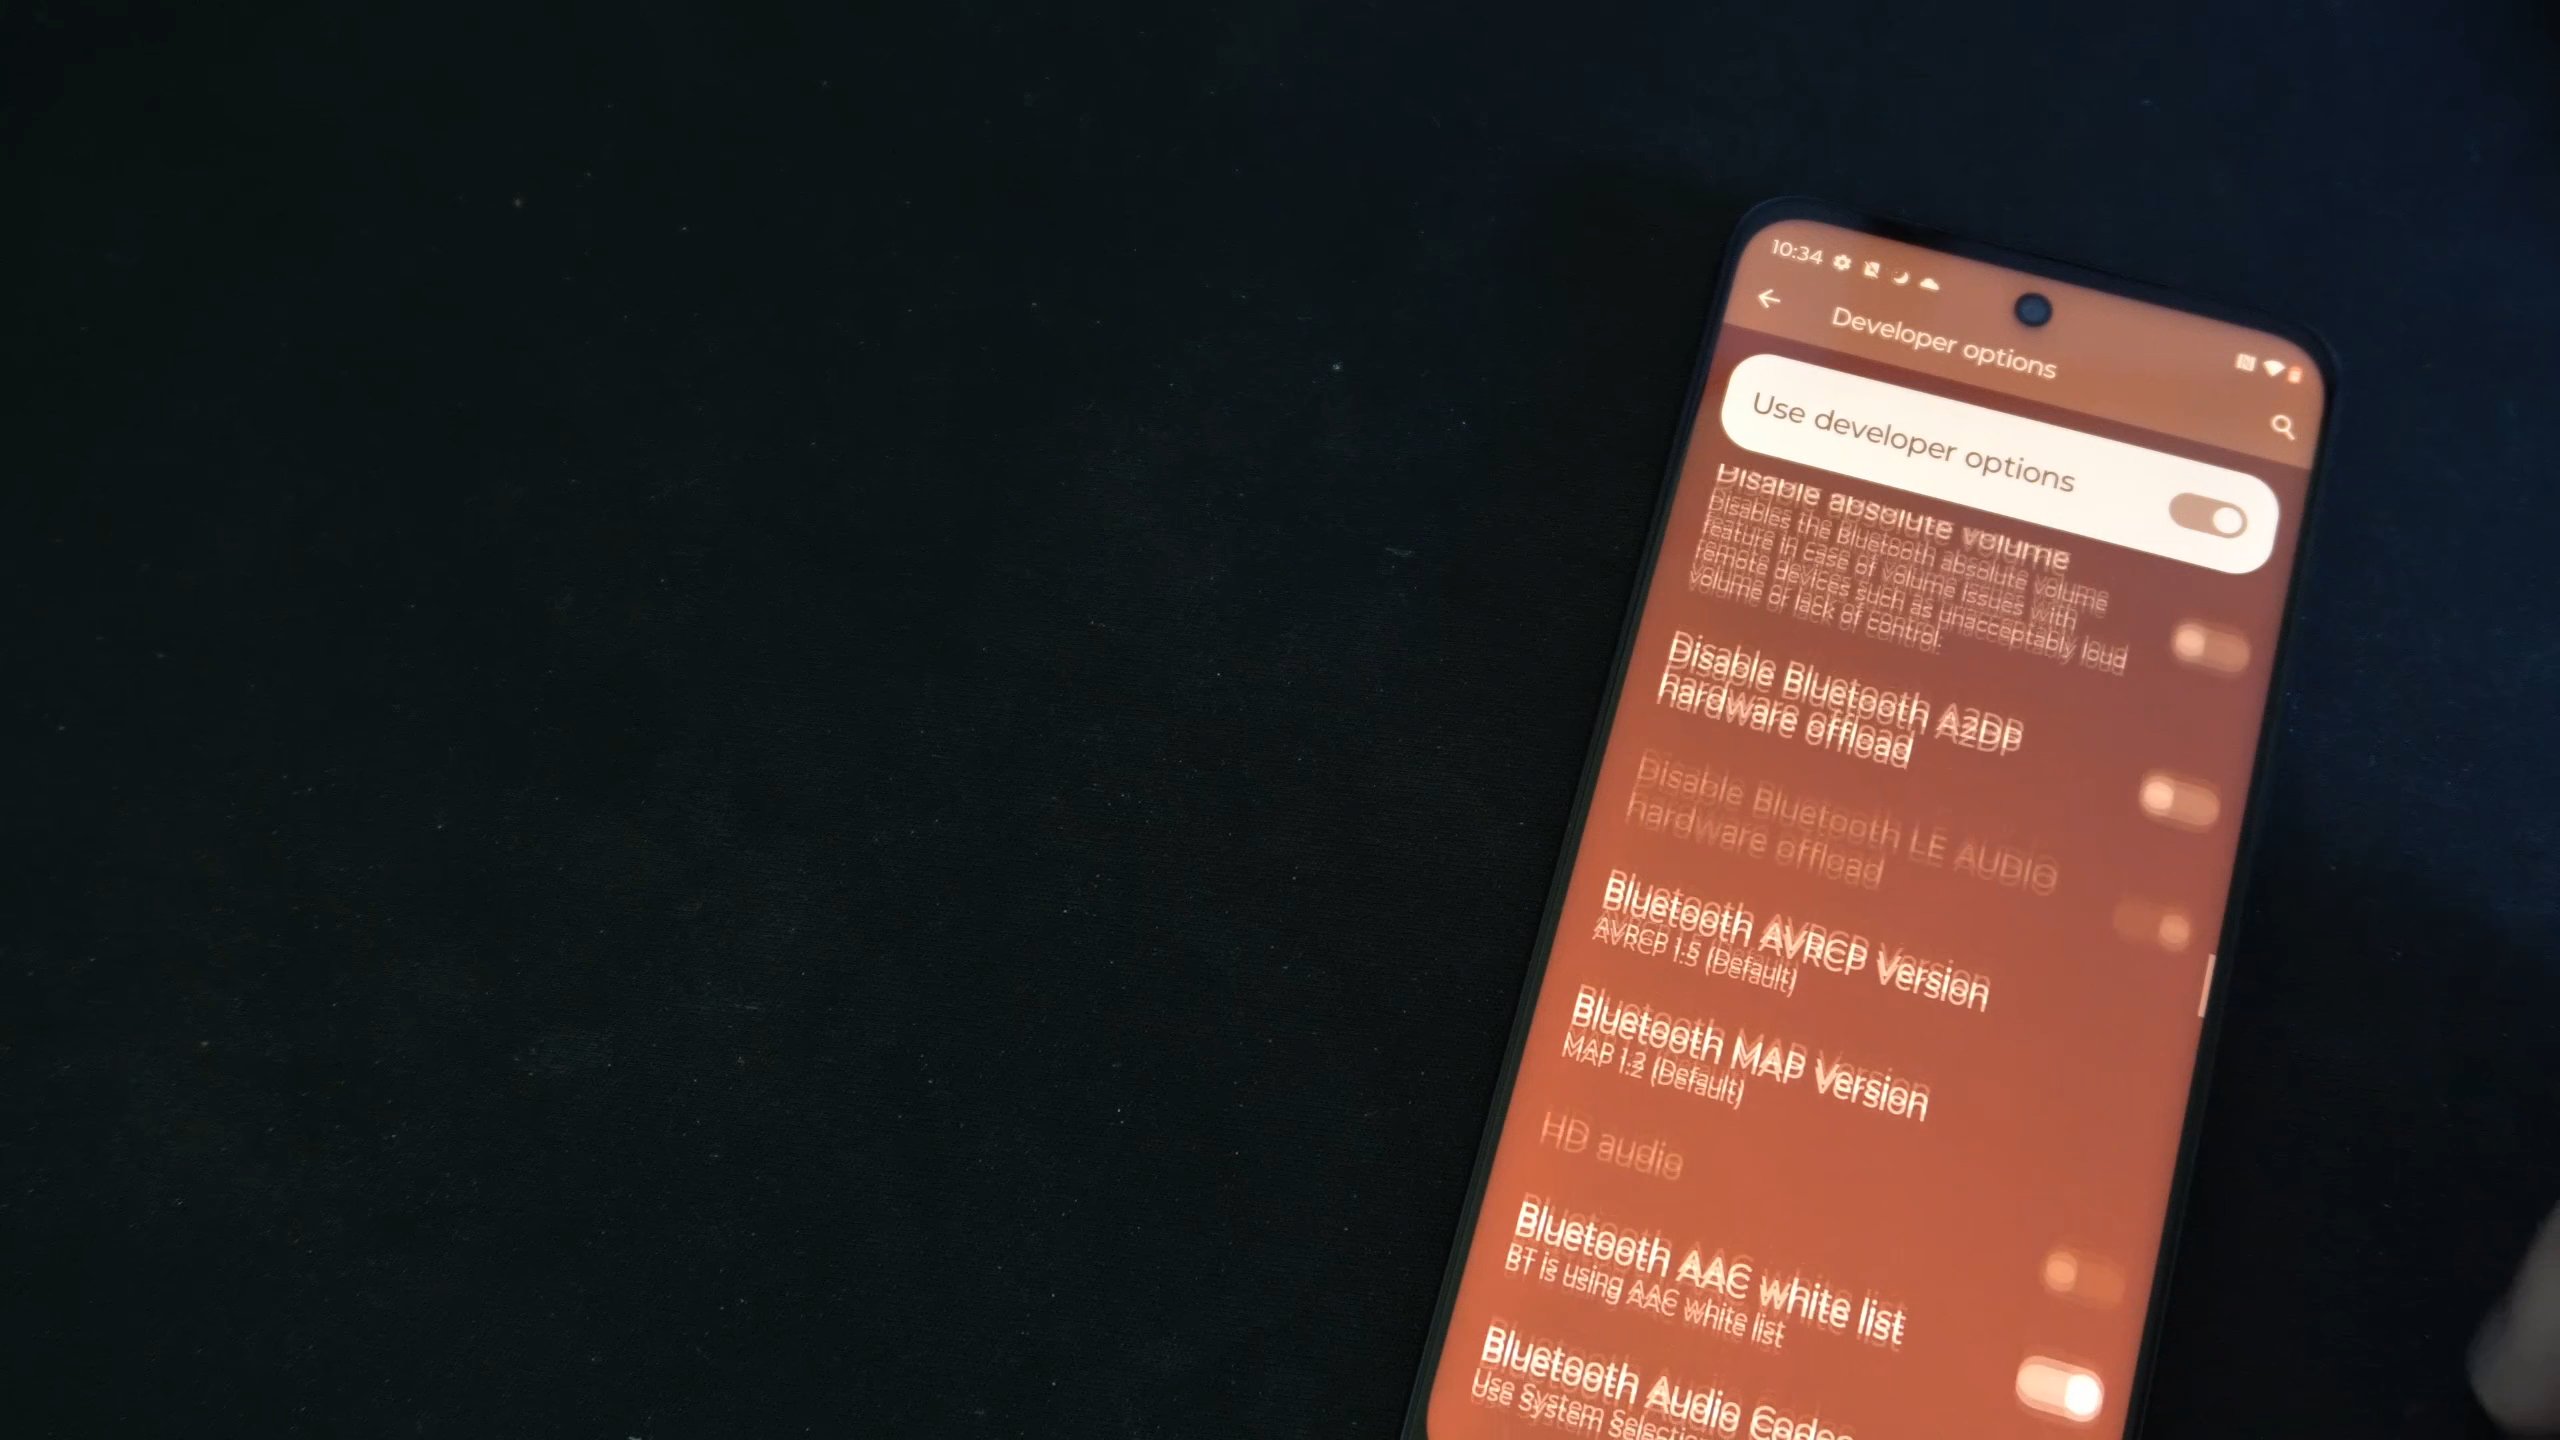 10:34
Developer options
Use developer options
Disable absolute volume
Disables the Bluetooth absolute volume
feature in case of volume issues with
remote devices such as unacceptably loud
volume or lack of control.
Disable Bluetooth A2DP
hardware offload
Disable Bluetooth LE AUDIO
hardware offload
Bluetooth AVRCP Version
AVRCP 1.5 (Default)
Bluetooth MAP Version
MAP 1.2 (Default)
HD audio
Bluetooth AAC white list
BT is using AAC white list
Bluetooth Audio Codec
Use System Selection